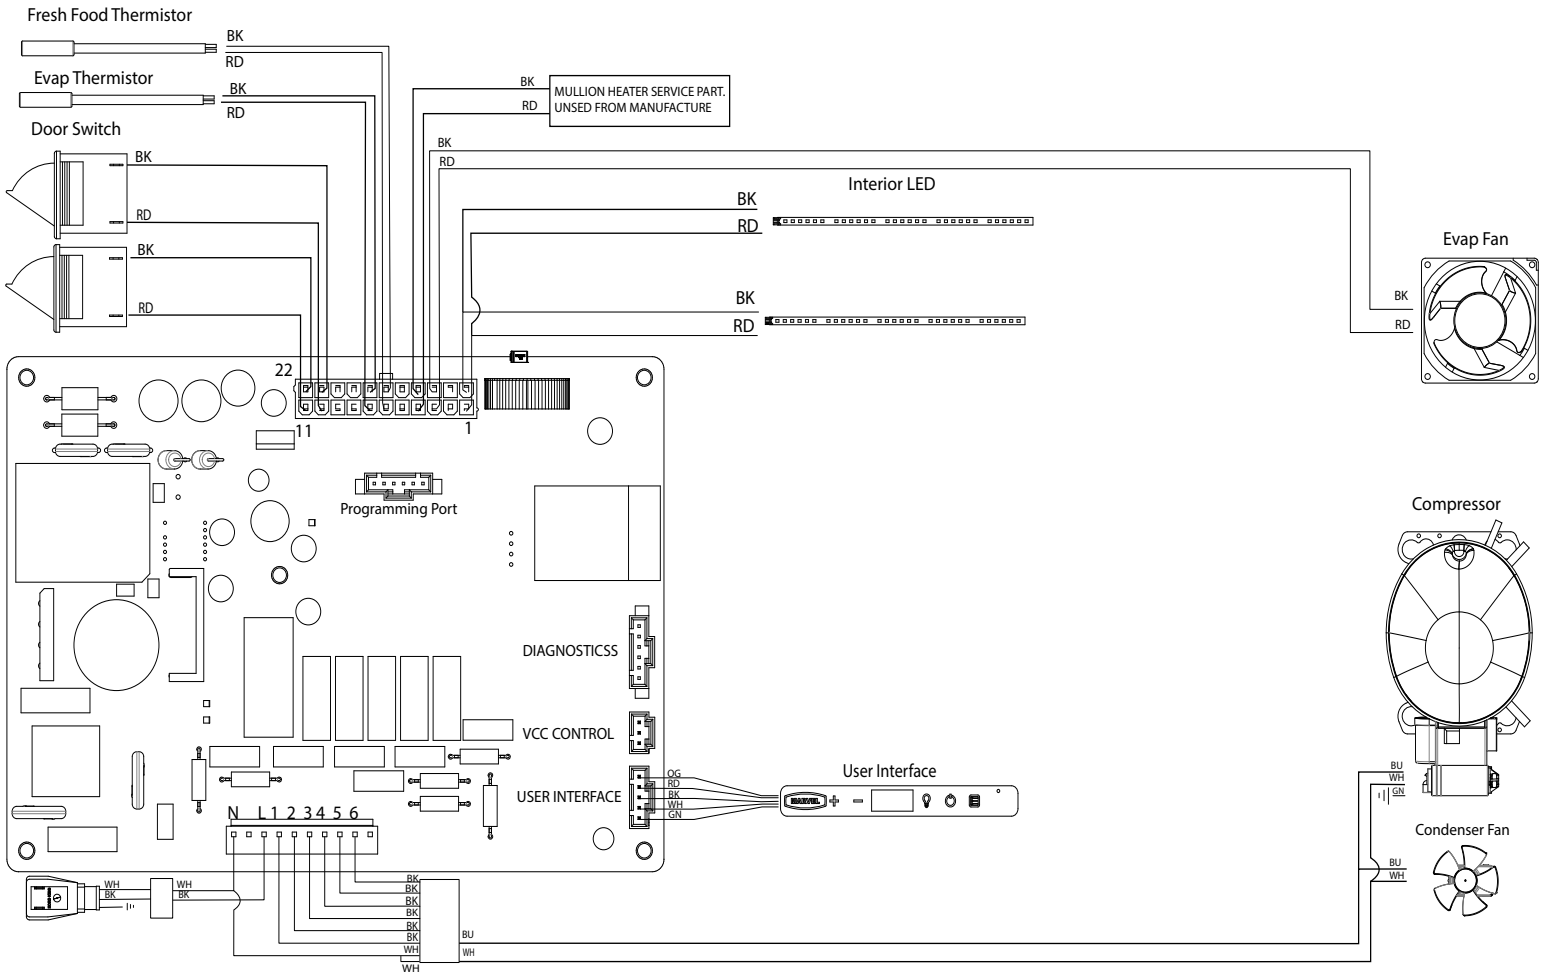 Fresh Food Thermistor
BK
RD
Evap Thermistor
BK
RD
Door Switch
BK
RD
BK
RD
BK
RD
MULLION HEATER SERVICE PART.
UNSED FROM MANUFACTURE
BK
RD
Interior LED
BK
RD
BK
RD
Evap Fan
BK
RD
22
11
1
Programming Port
Compressor
DIAGNOSTICSS
VCC CONTROL
USER INTERFACE
OG
RD
BK
WH
GN
User Interface
MARVEL
BU
WH
GN
Condenser Fan
BU
WH
N L 1 2 3 4 5 6
WH
BK
WH
BK
BK
BK
BK
BK
BK
BK
WH
WH
BU
WH